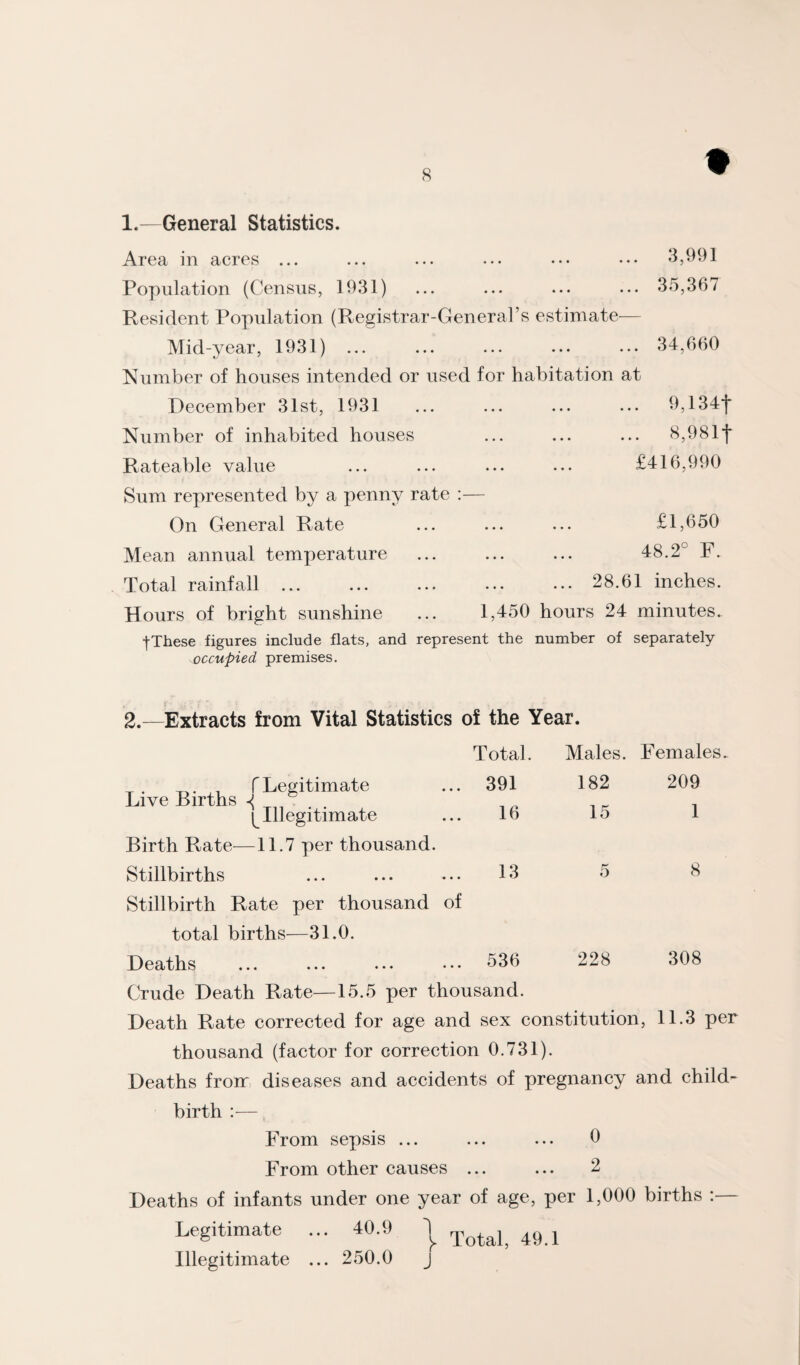 8
1.—General Statistics.
Area in acres ... ... ... ... ... ... 3,991
Population (Census, 1931) ... ... ... ... 35,367
Resident Population (Registrar-General's estimate—
Mid-year, 1931) ... ... ... ... ... 34,660
Number of houses intended or used for habitation at
December 31st, 1931 ... ... ... ... 9,134†
Number of inhabited houses ... ... ... 8,981†
Rateable value ... ... ... ... £416,990
Sum represented by a penny rate :—
On General Rate ... ... ... £1,650
Mean annual temperature ... ... ... 48.2° F.
Total rainfall ... ... ... ... ... 28.61 inches.
Hours of bright sunshine ... 1,450 hours 24 minutes.
†These figures include flats, and represent the number of separately
occupied premises.
2.—Extracts from Vital Statistics of the Year.
Total. Males. Females.
Live Births { Legitimate ... 391 182 209
Illegitimate ... 16 15 1
Birth Rate—11.7 per thousand.
Stillbirths ... ... ... 13 5 8
Stillbirth Rate per thousand of
total births—31.0.
Deaths ... ... ... ... 536 228 308
Crude Death Rate—15.5 per thousand.
Death Rate corrected for age and sex constitution, 11.3 per
thousand (factor for correction 0.731).
Deaths from diseases and accidents of pregnancy and child-
birth :—
From sepsis ... ... ... 0
From other causes ... ... 2
Deaths of infants under one year of age, per 1,000 births :—
Legitimate ... 40.9 } Total, 49.1
Illegitimate ... 250.0